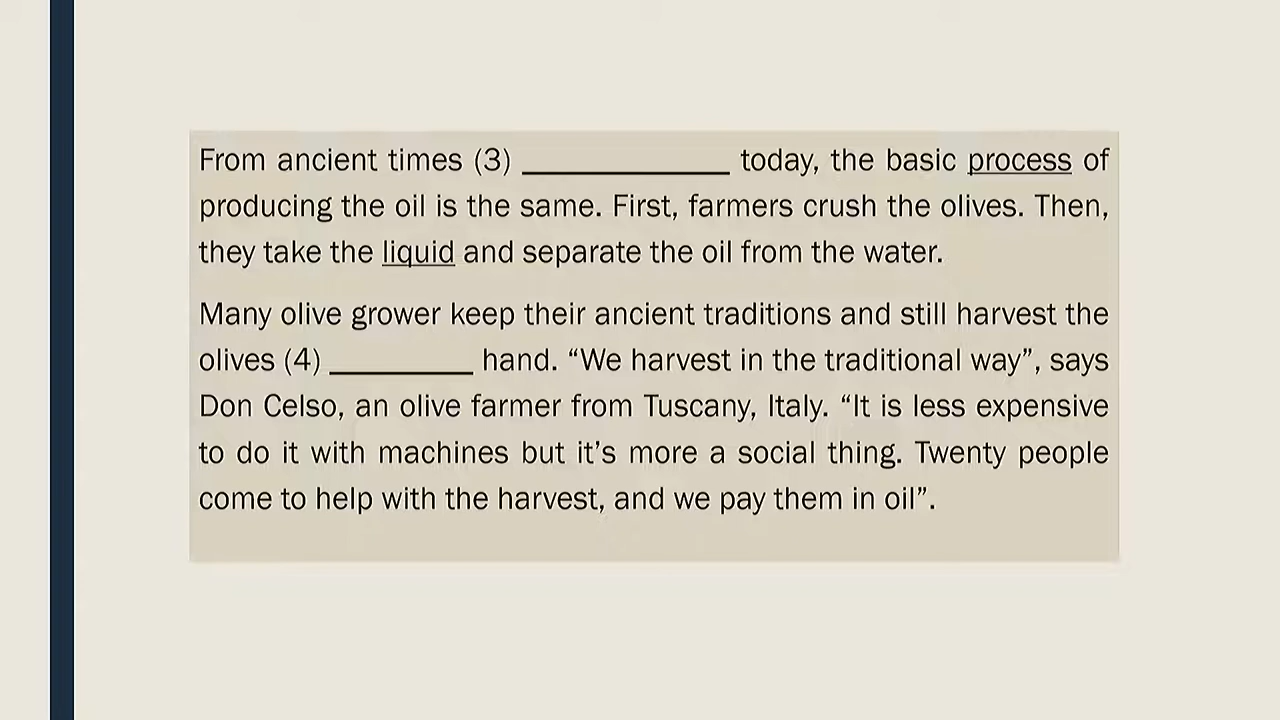 From ancient times (3) _____________ today, the basic process of
producing the oil is the same. First, farmers crush the olives. Then,
they take the liquid and separate the oil from the water.
Many olive grower keep their ancient traditions and still harvest the
olives (4) _________ hand. “We harvest in the traditional way”, says
Don Celso, an olive farmer from Tuscany, Italy. “It is less expensive
to do it with machines but it’s more a social thing. Twenty people
come to help with the harvest, and we pay them in oil”.